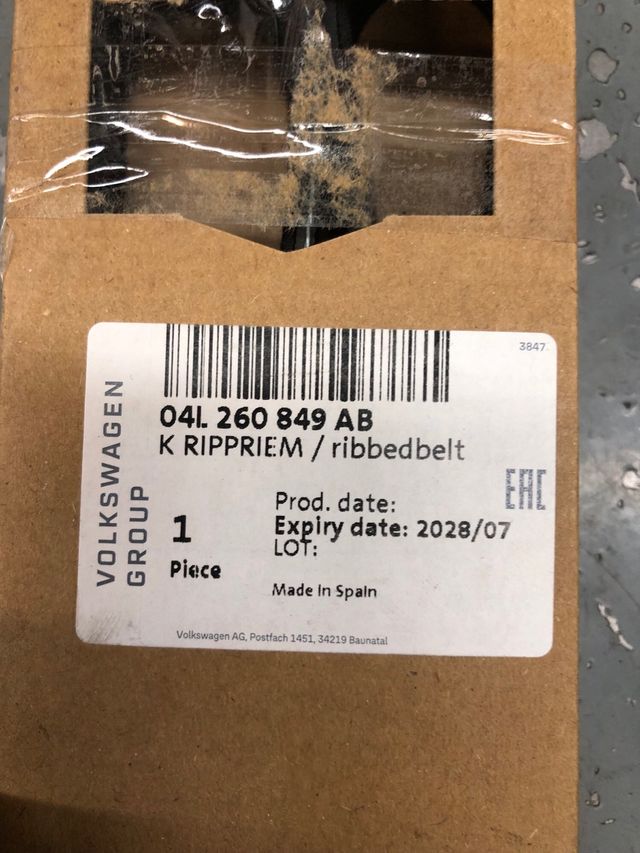 3847
04L 260 849 AB
K RIPPRIEM / ribbedbelt
VOLKSWAGEN
GROUP
EAC
1
Piece
Prod. date:
Expiry date: 2028/07
LOT:
Made in Spain
Volkswagen AG, Postfach 1451, 34219 Baunatal